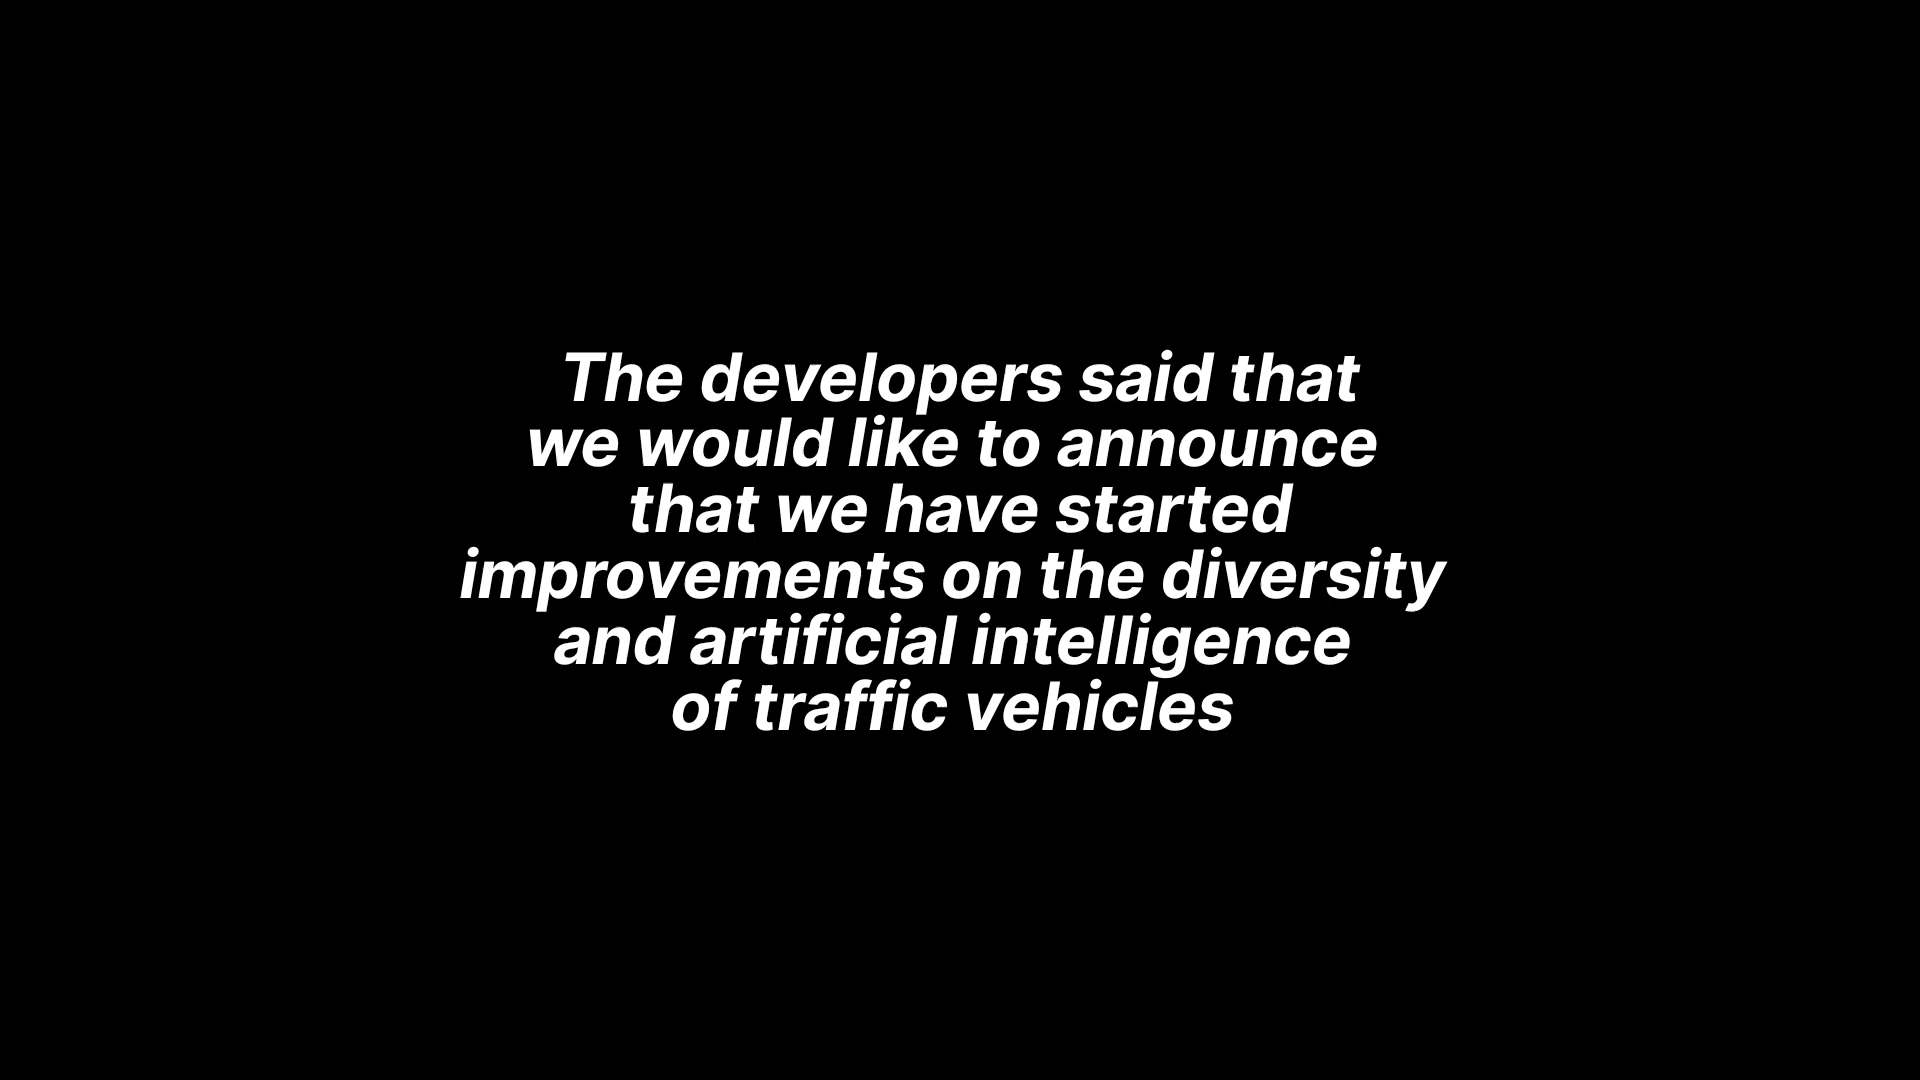 The developers said that
we would like to announce
that we have started
improvements on the diversity
and artificial intelligence
of traffic vehicles